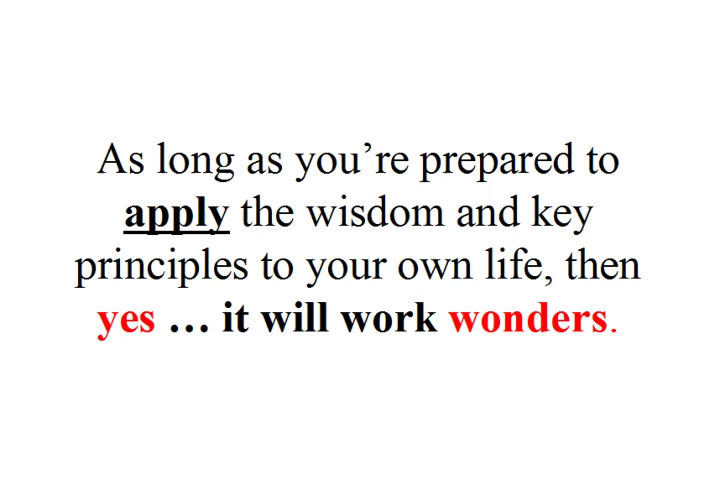 As long as you’re prepared to
apply the wisdom and key
principles to your own life, then
yes … it will work wonders.